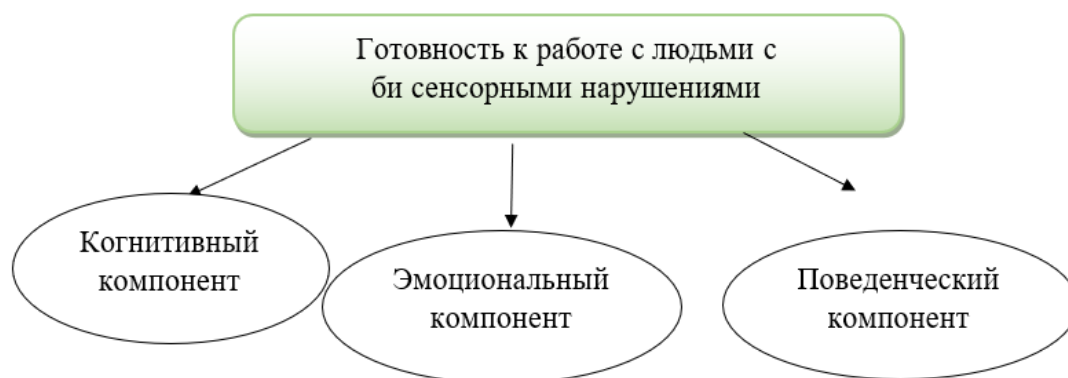 Готовность к работе с людьми с
би сенсорными нарушениями
Когнитивный
компонент
Эмоциональный
компонент
Поведенческий
компонент